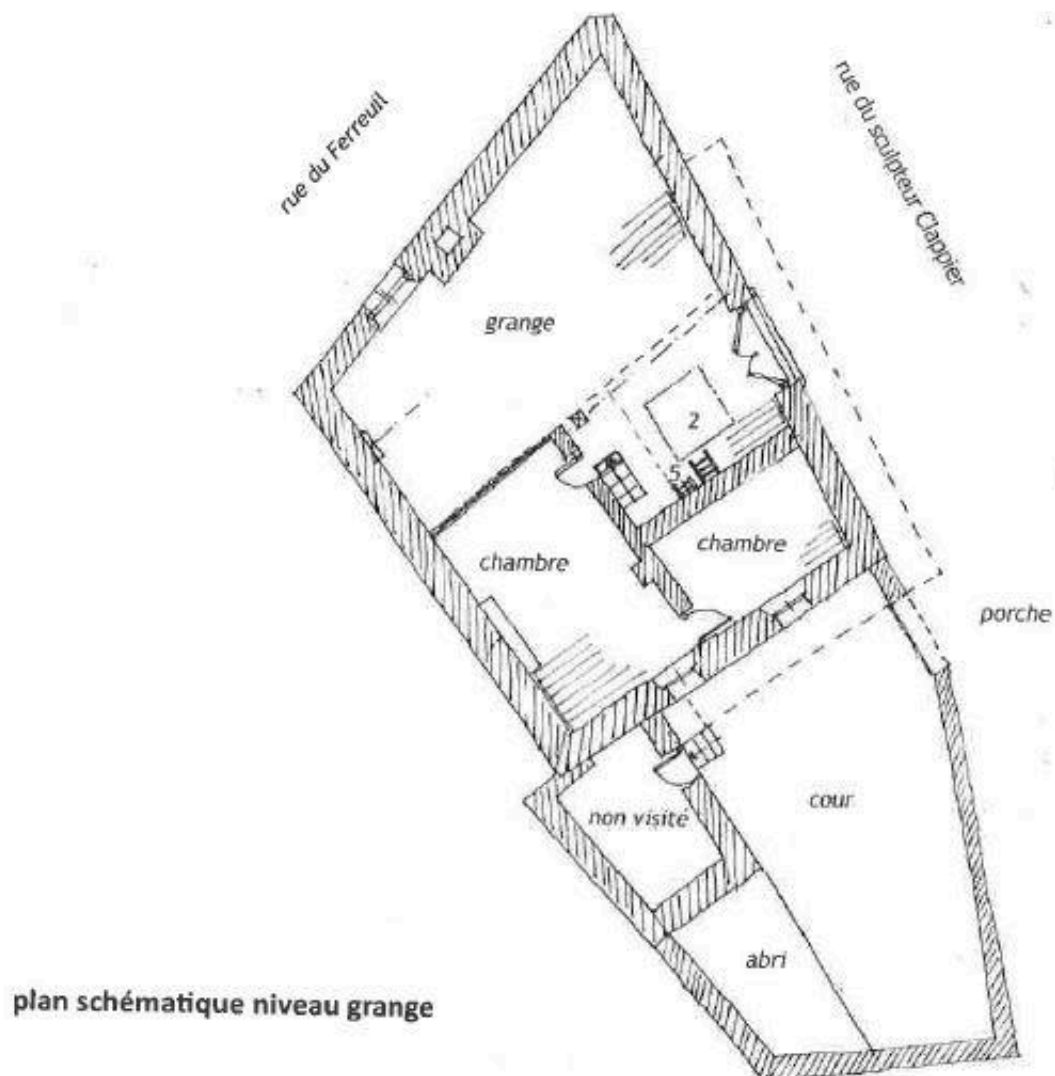 rue du Ferreuil
rue du sculpteur Clappier
grange
2
5
chambre
chambre
porche
cour
non visité
abri
plan schématique niveau grange